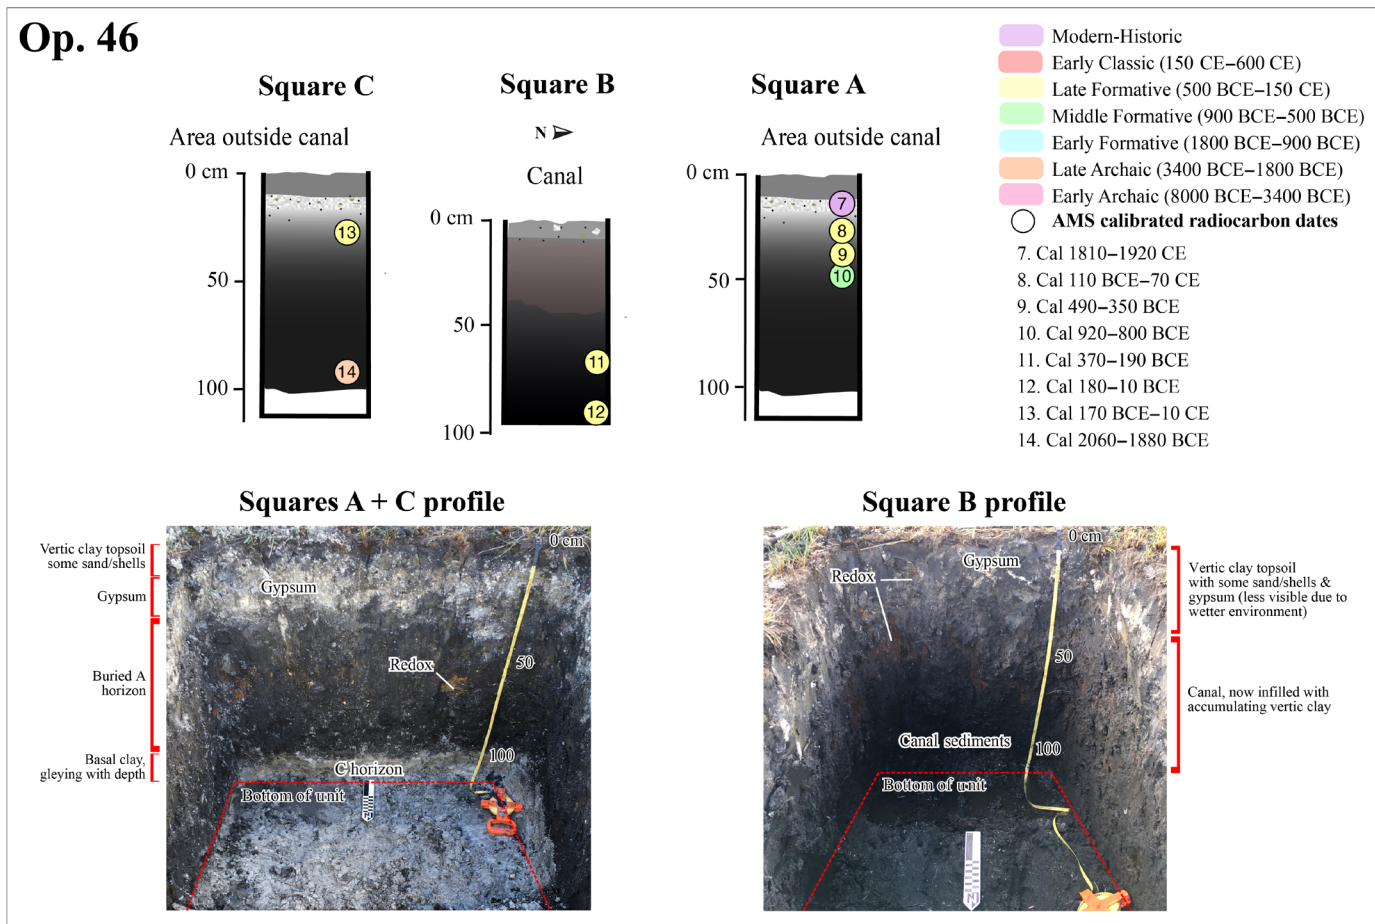 Op. 46
Square C
Area outside canal
0 cm
50
100
13
14
Square B
N
Canal
0 cm
50
100
11
12
Square A
Area outside canal
0 cm
50
100
7
8
9
10
Modern-Historic
Early Classic (150 CE–600 CE)
Late Formative (500 BCE–150 CE)
Middle Formative (900 BCE–500 BCE)
Early Formative (1800 BCE–900 BCE)
Late Archaic (3400 BCE–1800 BCE)
Early Archaic (8000 BCE–3400 BCE)
AMS calibrated radiocarbon dates
7. Cal 1810–1920 CE
8. Cal 110 BCE–70 CE
9. Cal 490–350 BCE
10. Cal 920–800 BCE
11. Cal 370–190 BCE
12. Cal 180–10 BCE
13. Cal 170 BCE–10 CE
14. Cal 2060–1880 BCE
Squares A + C profile
Vertic clay topsoil
some sand/shells
Gypsum
Buried A
horizon
Basal clay,
gleying with depth
0 cm
Gypsum
50
Redox
100
C horizon
Bottom of unit
N
Square B profile
0 cm
Gypsum
Redox
50
Canal sediments
100
Bottom of unit
N
Vertic clay topsoil
with some sand/shells &
gypsum (less visible due to
wetter environment)
Canal, now infilled with
accumulating vertic clay